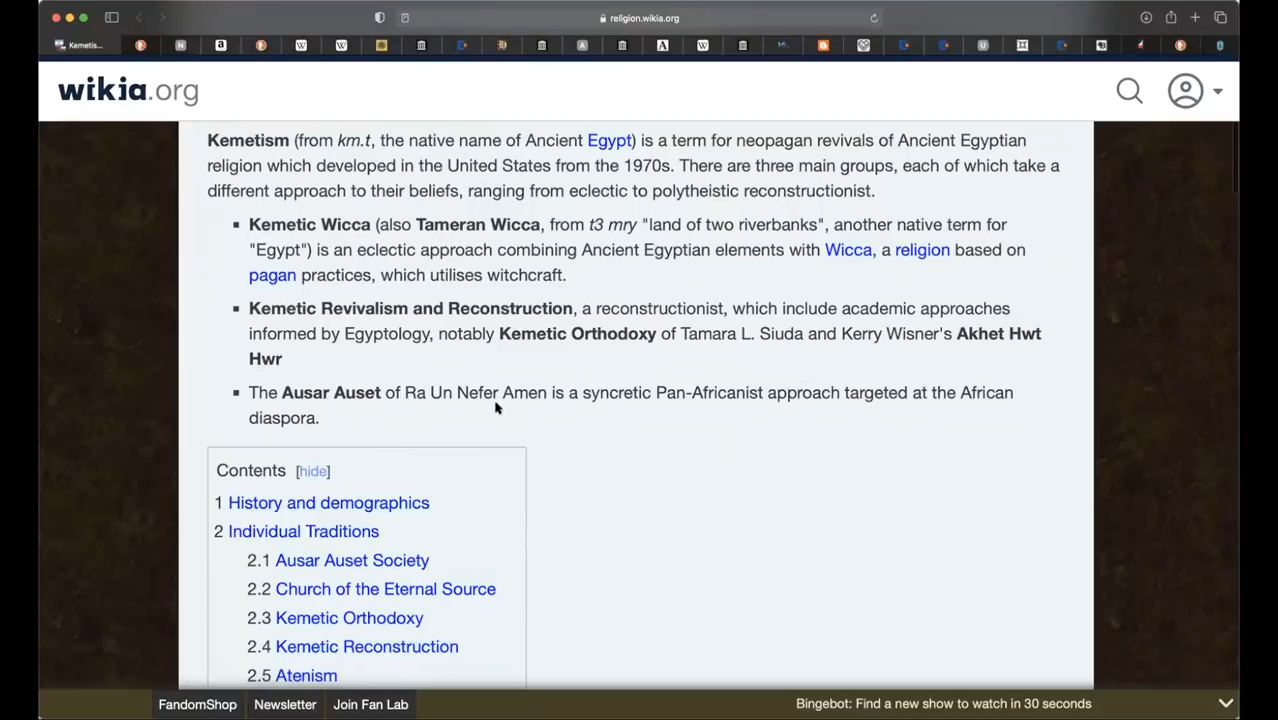 religion.wikia.org
Kemetis...
wikia.org
Kemetism (from km.t, the native name of Ancient Egypt) is a term for neopagan revivals of Ancient Egyptian
religion which developed in the United States from the 1970s. There are three main groups, each of which take a
different approach to their beliefs, ranging from eclectic to polytheistic reconstructionist.
▪ Kemetic Wicca (also Tameran Wicca, from t3 mry "land of two riverbanks", another native term for
"Egypt") is an eclectic approach combining Ancient Egyptian elements with Wicca, a religion based on
pagan practices, which utilises witchcraft.
▪ Kemetic Revivalism and Reconstruction, a reconstructionist, which include academic approaches
informed by Egyptology, notably Kemetic Orthodoxy of Tamara L. Siuda and Kerry Wisner's Akhet Hwt
Hwr
▪ The Ausar Auset of Ra Un Nefer Amen is a syncretic Pan-Africanist approach targeted at the African
diaspora.
Contents [hide]
1 History and demographics
2 Individual Traditions
2.1 Ausar Auset Society
2.2 Church of the Eternal Source
2.3 Kemetic Orthodoxy
2.4 Kemetic Reconstruction
2.5 Atenism
FandomShop Newsletter Join Fan Lab Bingebot: Find a new show to watch in 30 seconds